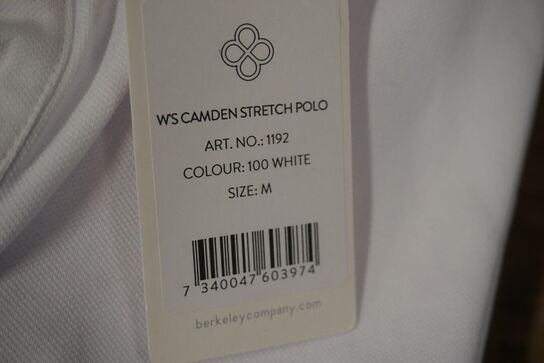 W'S CAMDEN STRETCH POLO
ART. NO.: 1192
COLOUR: 100 WHITE
SIZE: M
7 340047 603974
berkeleycompany.com